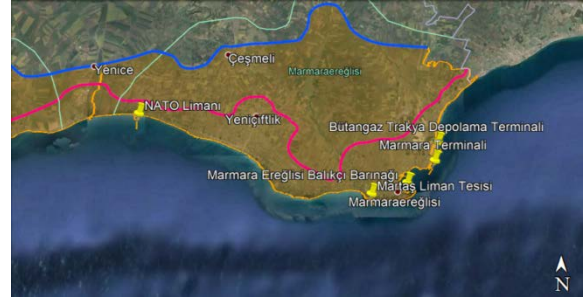 Yenice
Çeşmeli
Marmaraereğlisi
NATO Limanı
Yeniçiftlik
Butangaz Trakya Depolama Terminali
Marmara Terminali
Marmara Ereğlisi Balıkçı Barınağı
Martaş Liman Tesisi
Marmaraereğlisi
N